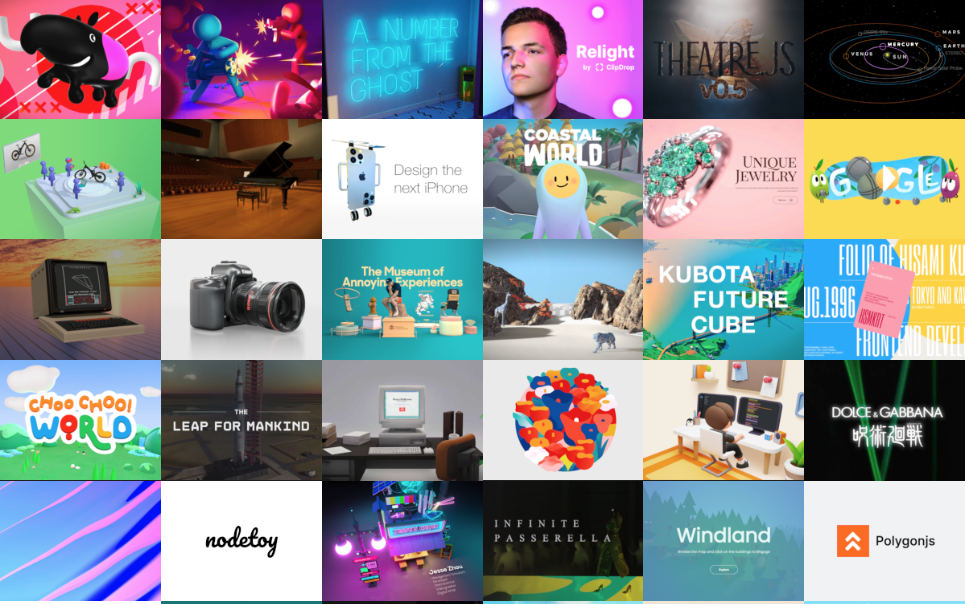 A NUMBER
FROM THE
GHOST
Relight
by ClipDrop
THEATRE.JS
v0.5
MARS
MERCURY
EARTH
VENUS
SUN
Design the
next iPhone
COASTAL
WORLD
UNIQUE
JEWELRY
GOOGLE
The Museum of
Annoying Experiences
KUBOTA
FUTURE
CUBE
FOLIO OF HISAMI KU
UG.1996
TOKYO AND KA
FRONTEND DEVELO
CHOO CHOO!
WORLD
THE
LEAP FOR MANKIND
DOLCE & GABBANA
呪術廻戦
nodetoy
Jesse Zhou
INFINITE
PASSERELLA
Windland
Polygonjs